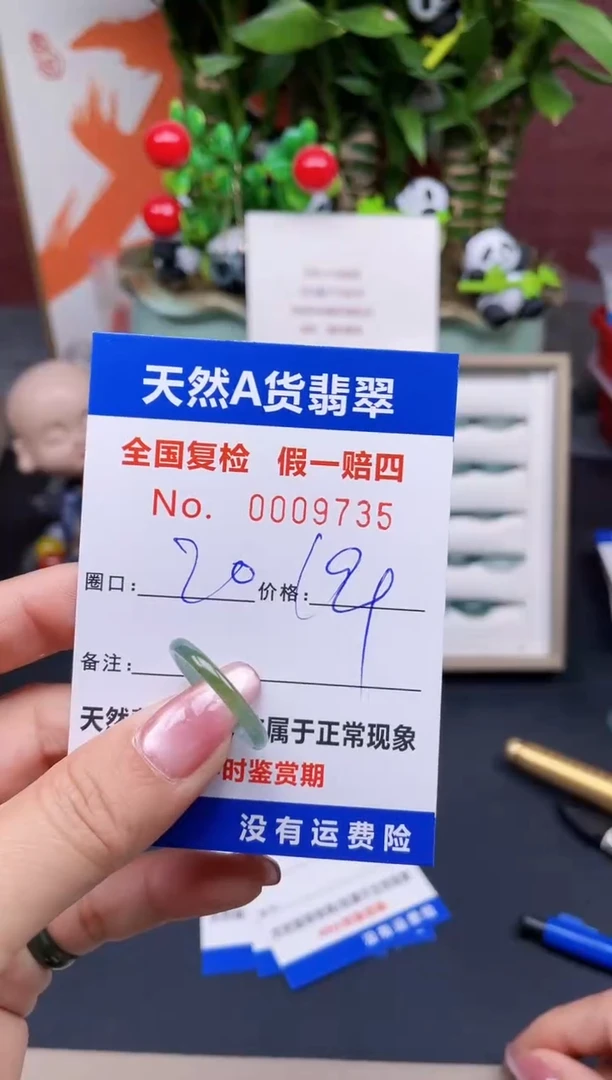 天然A货翡翠
全国复检 假一赔四
No. 0009735
圈口: 20 价格: 199
备注:
天然 属于正常现象
时鉴赏期
没有运费险